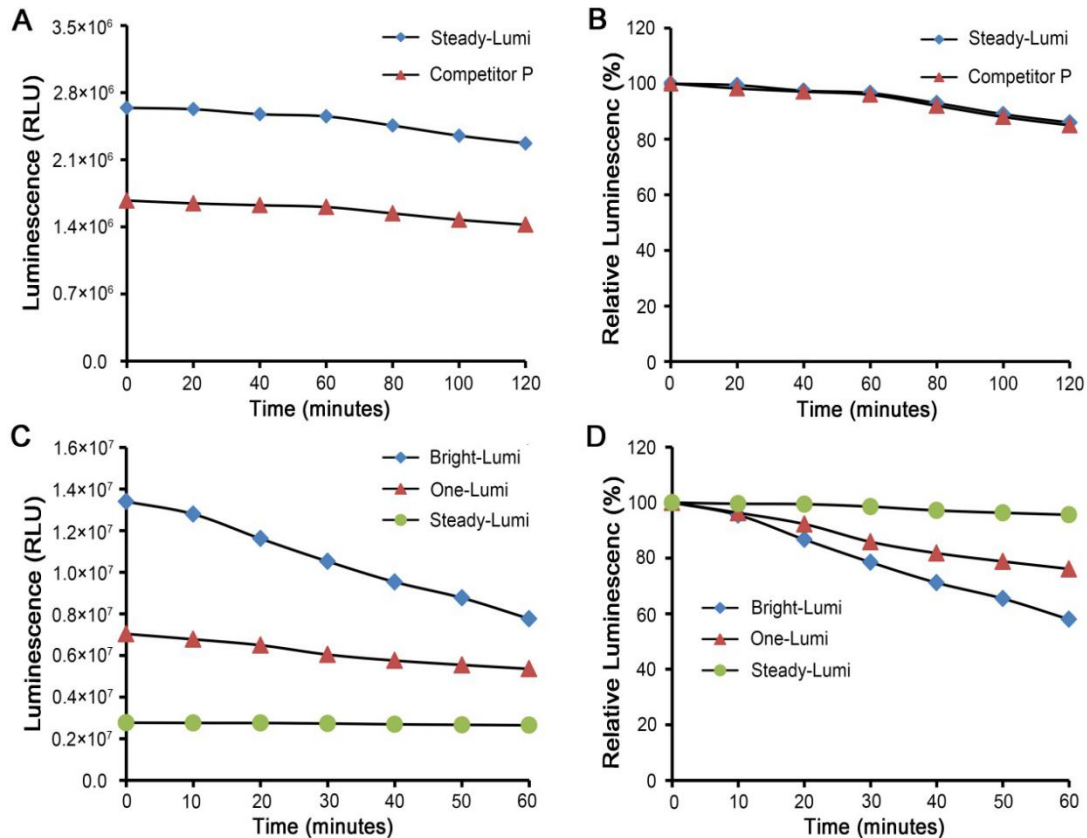 A
Luminescence (RLU)
3.5×10⁶
2.8×10⁶
2.1×10⁶
1.4×10⁶
0.7×10⁶
0.0
Steady-Lumi
Competitor P
0 20 40 60 80 100 120
Time (minutes)
B
Relative Luminescenc (%)
120
100
80
60
40
20
0
Steady-Lumi
Competitor P
0 20 40 60 80 100 120
Time (minutes)
C
Luminescence (RLU)
1.6×10⁷
1.4×10⁷
1.2×10⁷
1.0×10⁷
0.8×10⁷
0.6×10⁷
0.4×10⁷
0.2×10⁷
0.0
Bright-Lumi
One-Lumi
Steady-Lumi
0 10 20 30 40 50 60
Time (minutes)
D
Relative Luminescenc (%)
120
100
80
60
40
20
0
Bright-Lumi
One-Lumi
Steady-Lumi
0 10 20 30 40 50 60
Time (minutes)